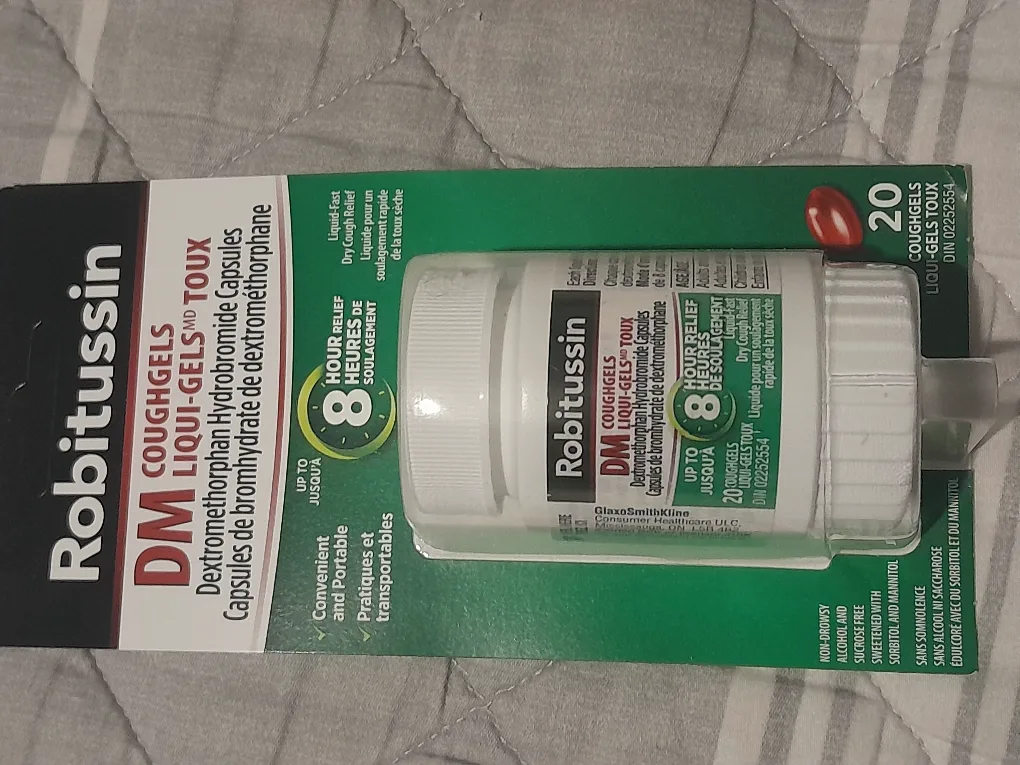 Robitussin
DM COUGHGELS
LIQUI-GELS MD TOUX
Dextromethorphan Hydrobromide Capsules
Capsules de bromhydrate de dextrométhorphane
UP TO
JUSQU'À
8
HOUR RELIEF
HEURES DE
SOULAGEMENT
Liquid-Fast
Dry Cough Relief
Liquide pour un
soulagement rapide
de la toux sèche
✓ Convenient
and Portable
✓ Pratiques et
transportables
Robitussin
DM COUGHGELS
LIQUI-GELS MD TOUX
Dextromethorphan Hydrobromide Capsules
Capsules de bromhydrate de dextrométhorphane
UP TO
JUSQU'À
8
HOUR RELIEF
HEURES
DE SOULAGEMENT
20 COUGHGELS
LIQUI-GELS TOUX
DIN 02252554
Liquid-Fast
Dry Cough Relief
Liquide pour un soulagement
rapide de la toux sèche
GlaxoSmithKline
Consumer Healthcare ULC
Each
NON-DROWSY
ALCOHOL AND
SUCROSE FREE
SWEETENED WITH
SORBITOL AND MANNITOL
SANS SOMNOLENCE
SANS ALCOOL NI SACCHAROSE
ÉDULCORÉ AVEC DU SORBITOL ET DU MANNITOL
20
COUGHGELS
LIQUI-GELS TOUX
DIN 02252554